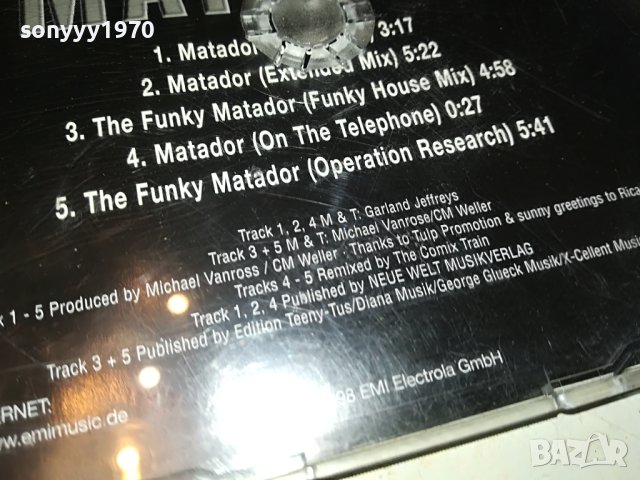 sonyyy1970
MAT
1. Matador 3:17
2. Matador (Extended Mix) 5:22
3. The Funky Matador (Funky House Mix) 4:58
4. Matador (On The Telephone) 0:27
5. The Funky Matador (Operation Research) 5:41
Track 1, 2, 4 M & T: Garland Jeffreys
Track 3 + 5 M & T: Michael Vanrose/CM Weller
1 - 5 Produced by Michael Vanross / CM Weller · Thanks to Tulp Promotion & sunny greetings to Rica
Tracks 4 - 5 Remixed by The Comix Train
Track 1, 2, 4 Published by NEUE WELT MUSIKVERLAG
Track 3 + 5 Published by Edition Teeny-Tus/Diana Musik/George Glueck Musik/X-Cellent Music
98 EMI Electrola GmbH
ERNET:
www.emimusic.de
BAZAR